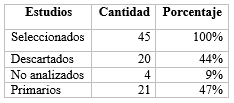 Estudios Cantidad Porcentaje
Seleccionados 45 100%
Descartados 20 44%
No analizados 4 9%
Primarios 21 47%